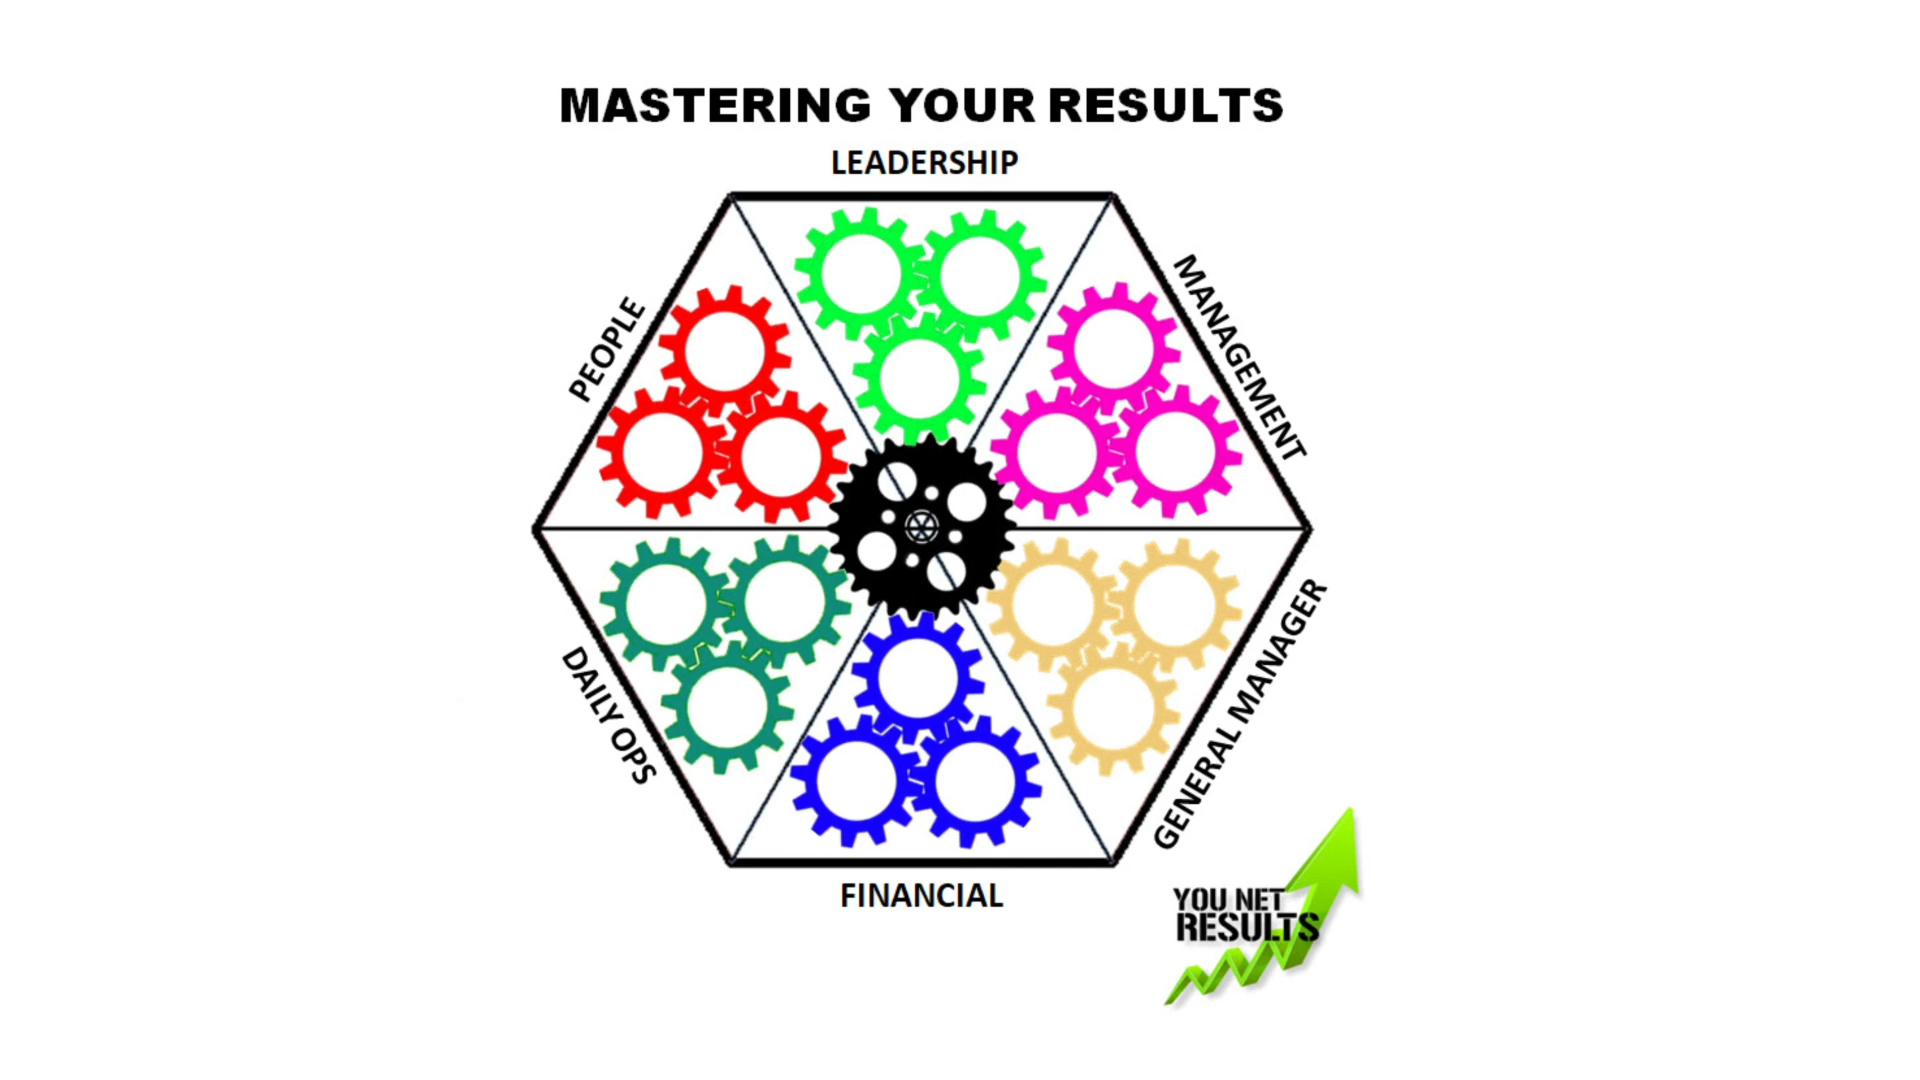 MASTERING YOUR RESULTS
LEADERSHIP
PEOPLE
MANAGEMENT
DAILY OPS
GENERAL MANAGER
FINANCIAL
YOU NET
RESULTS